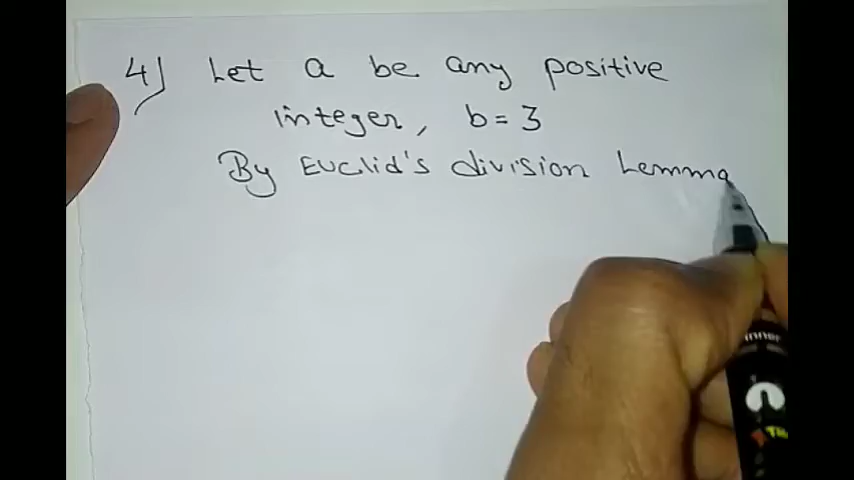 4) Let a be any positive
integer, b = 3
By Euclid's division Lemma